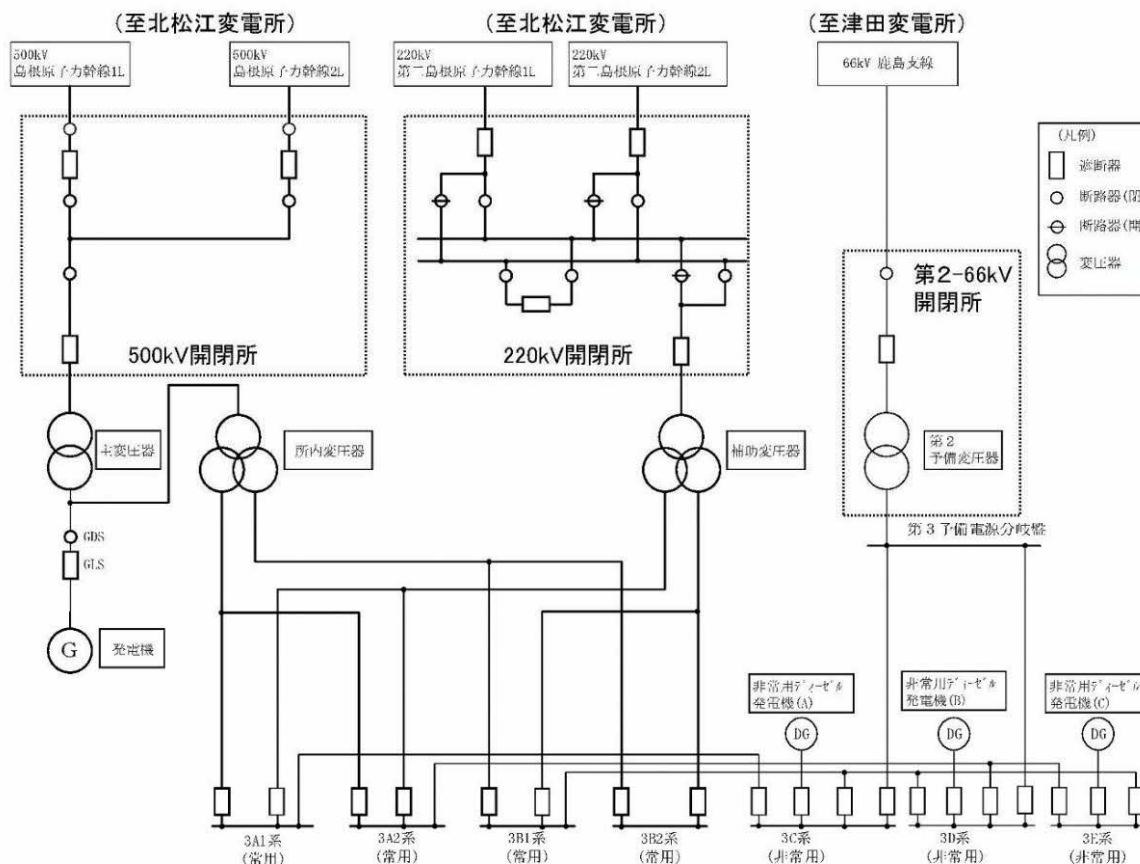 (至北松江変電所)
(至北松江変電所)
(至津田変電所)
500kV
島根原子力幹線1L
500kV
島根原子力幹線2L
220kV
第二島根原子力幹線1L
220kV
第二島根原子力幹線2L
66kV 鹿島支線
(凡例)
遮断器
断路器(閉
断路器(開
変圧器
第2-66kV
開閉所
500kV開閉所
220kV開閉所
主変圧器
所内変圧器
補助変圧器
第2
予備変圧器
第3予備電源分岐盤
GDS
GLS
G
発電機
非常用ディーゼル
発電機(A)
非常用ディーゼル
発電機(B)
非常用ディーゼル
発電機(C)
DG
DG
DG
3A1系
(常用)
3A2系
(常用)
3B1系
(常用)
3B2系
(常用)
3C系
(非常用)
3D系
(非常用)
3E系
(非常用)